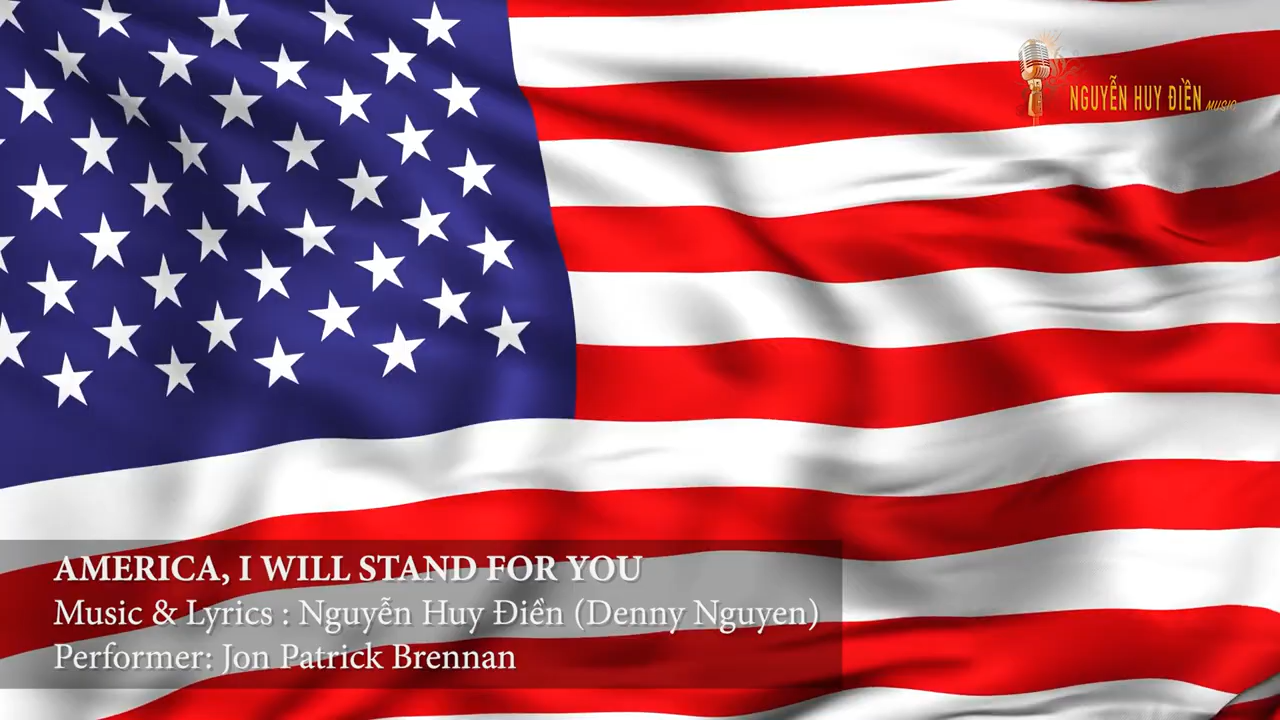 NGUYỄN HUY ĐIỀN MUSIC
AMERICA, I WILL STAND FOR YOU
Music & Lyrics : Nguyễn Huy Điền (Denny Nguyen)
Performer: Jon Patrick Brennan